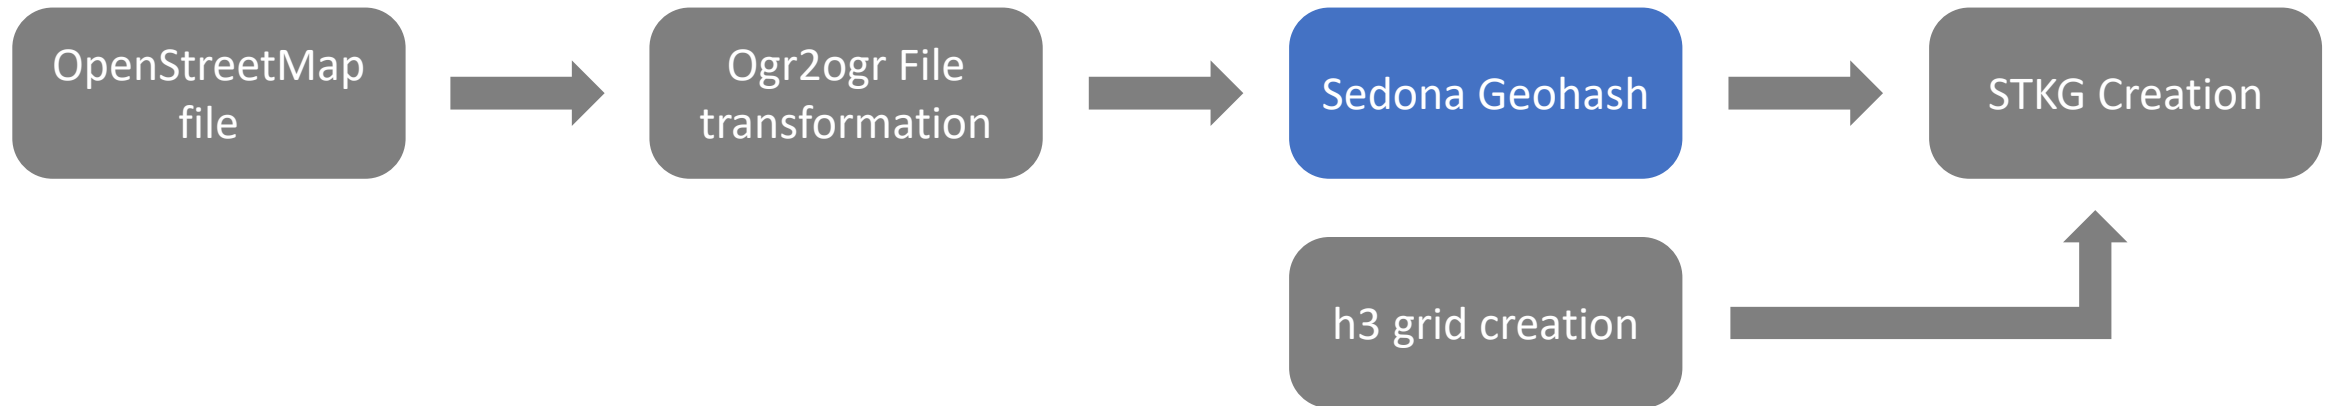 OpenStreetMap
file
Ogr2ogr File
transformation
Sedona Geohash
STKG Creation
h3 grid creation